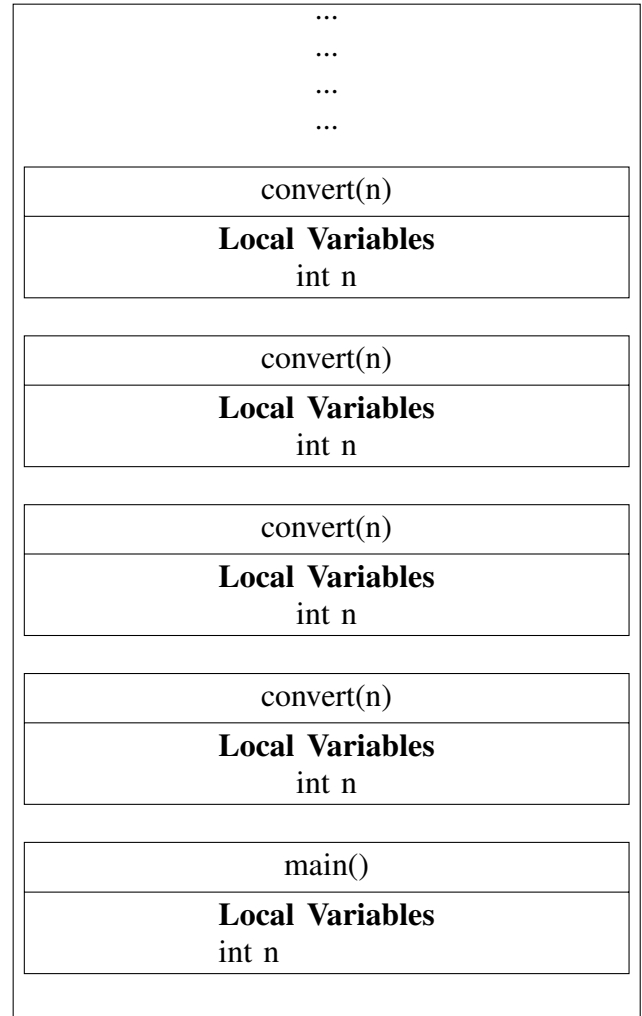 ...
...
...
...
convert(n)
Local Variables
int n
convert(n)
Local Variables
int n
convert(n)
Local Variables
int n
convert(n)
Local Variables
int n
main()
Local Variables
int n